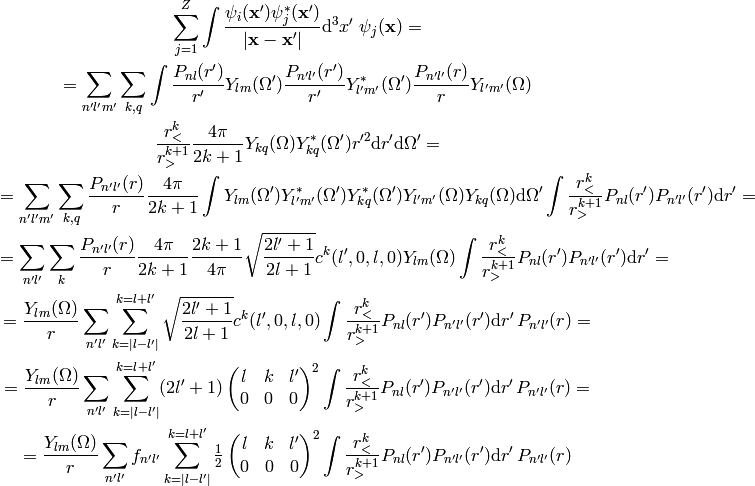 \sum_{j=1}^{Z} \int \frac{\psi_i(\mathbf{x}')\psi_j^*(\mathbf{x}')}{|\mathbf{x}-\mathbf{x}'|} \mathrm{d}^3x' \; \psi_j(\mathbf{x}) =
= \sum_{n'l'm'} \sum_{k,q} \int \frac{P_{nl}(r')}{r'} Y_{lm}(\Omega') \frac{P_{n'l'}(r')}{r'} Y_{l'm'}^*(\Omega') \frac{P_{n'l'}(r)}{r} Y_{l'm'}(\Omega)
\frac{r_<^k}{r_>^{k+1}} \frac{4\pi}{2k+1} Y_{kq}(\Omega) Y_{kq}^*(\Omega') r'^2 \mathrm{d}r' \mathrm{d}\Omega' =
= \sum_{n'l'm'} \sum_{k,q} \frac{P_{n'l'}(r)}{r} \frac{4\pi}{2k+1} \int Y_{lm}(\Omega') Y_{l'm'}^*(\Omega') Y_{kq}^*(\Omega') Y_{l'm'}(\Omega) Y_{kq}(\Omega) \mathrm{d}\Omega' \int \frac{r_<^k}{r_>^{k+1}} P_{nl}(r') P_{n'l'}(r') \mathrm{d}r' =
= \sum_{n'l'} \sum_{k} \frac{P_{n'l'}(r)}{r} \frac{4\pi}{2k+1} \frac{2k+1}{4\pi} \sqrt{\frac{2l'+1}{2l+1}} c^k(l',0,l,0) Y_{lm}(\Omega) \int \frac{r_<^k}{r_>^{k+1}} P_{nl}(r') P_{n'l'}(r') \mathrm{d}r' =
= \frac{Y_{lm}(\Omega)}{r} \sum_{n'l'} \sum_{k=|l-l'|}^{k=l+l'} \sqrt{\frac{2l'+1}{2l+1}} c^k(l',0,l,0) \int \frac{r_<^k}{r_>^{k+1}} P_{nl}(r') P_{n'l'}(r') \mathrm{d}r' \, P_{n'l'}(r) =
= \frac{Y_{lm}(\Omega)}{r} \sum_{n'l'} \sum_{k=|l-l'|}^{k=l+l'} (2l'+1) \begin{pmatrix} l & k & l' \\ 0 & 0 & 0 \end{pmatrix}^2 \int \frac{r_<^k}{r_>^{k+1}} P_{nl}(r') P_{n'l'}(r') \mathrm{d}r' \, P_{n'l'}(r) =
= \frac{Y_{lm}(\Omega)}{r} \sum_{n'l'} f_{n'l'} \sum_{k=|l-l'|}^{k=l+l'} \frac{1}{2} \begin{pmatrix} l & k & l' \\ 0 & 0 & 0 \end{pmatrix}^2 \int \frac{r_<^k}{r_>^{k+1}} P_{nl}(r') P_{n'l'}(r') \mathrm{d}r' \, P_{n'l'}(r)